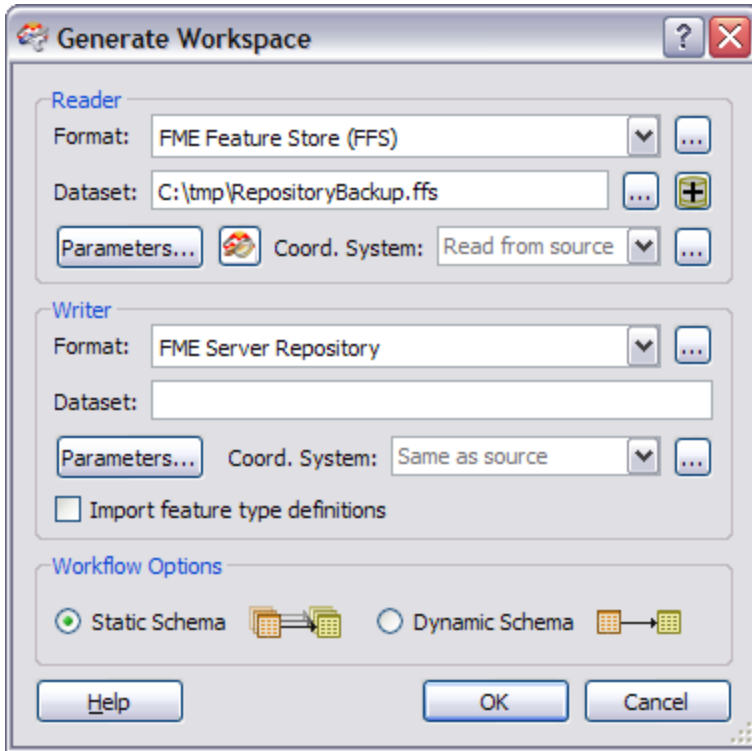 Generate Workspace
Reader
Format: FME Feature Store (FFS) ...
Dataset: C:\tmp\RepositoryBackup.ffs ...
Parameters... Coord. System: Read from source ...
Writer
Format: FME Server Repository ...
Dataset:
Parameters... Coord. System: Same as source ...
Import feature type definitions
Workflow Options
Static Schema Dynamic Schema
Help OK Cancel